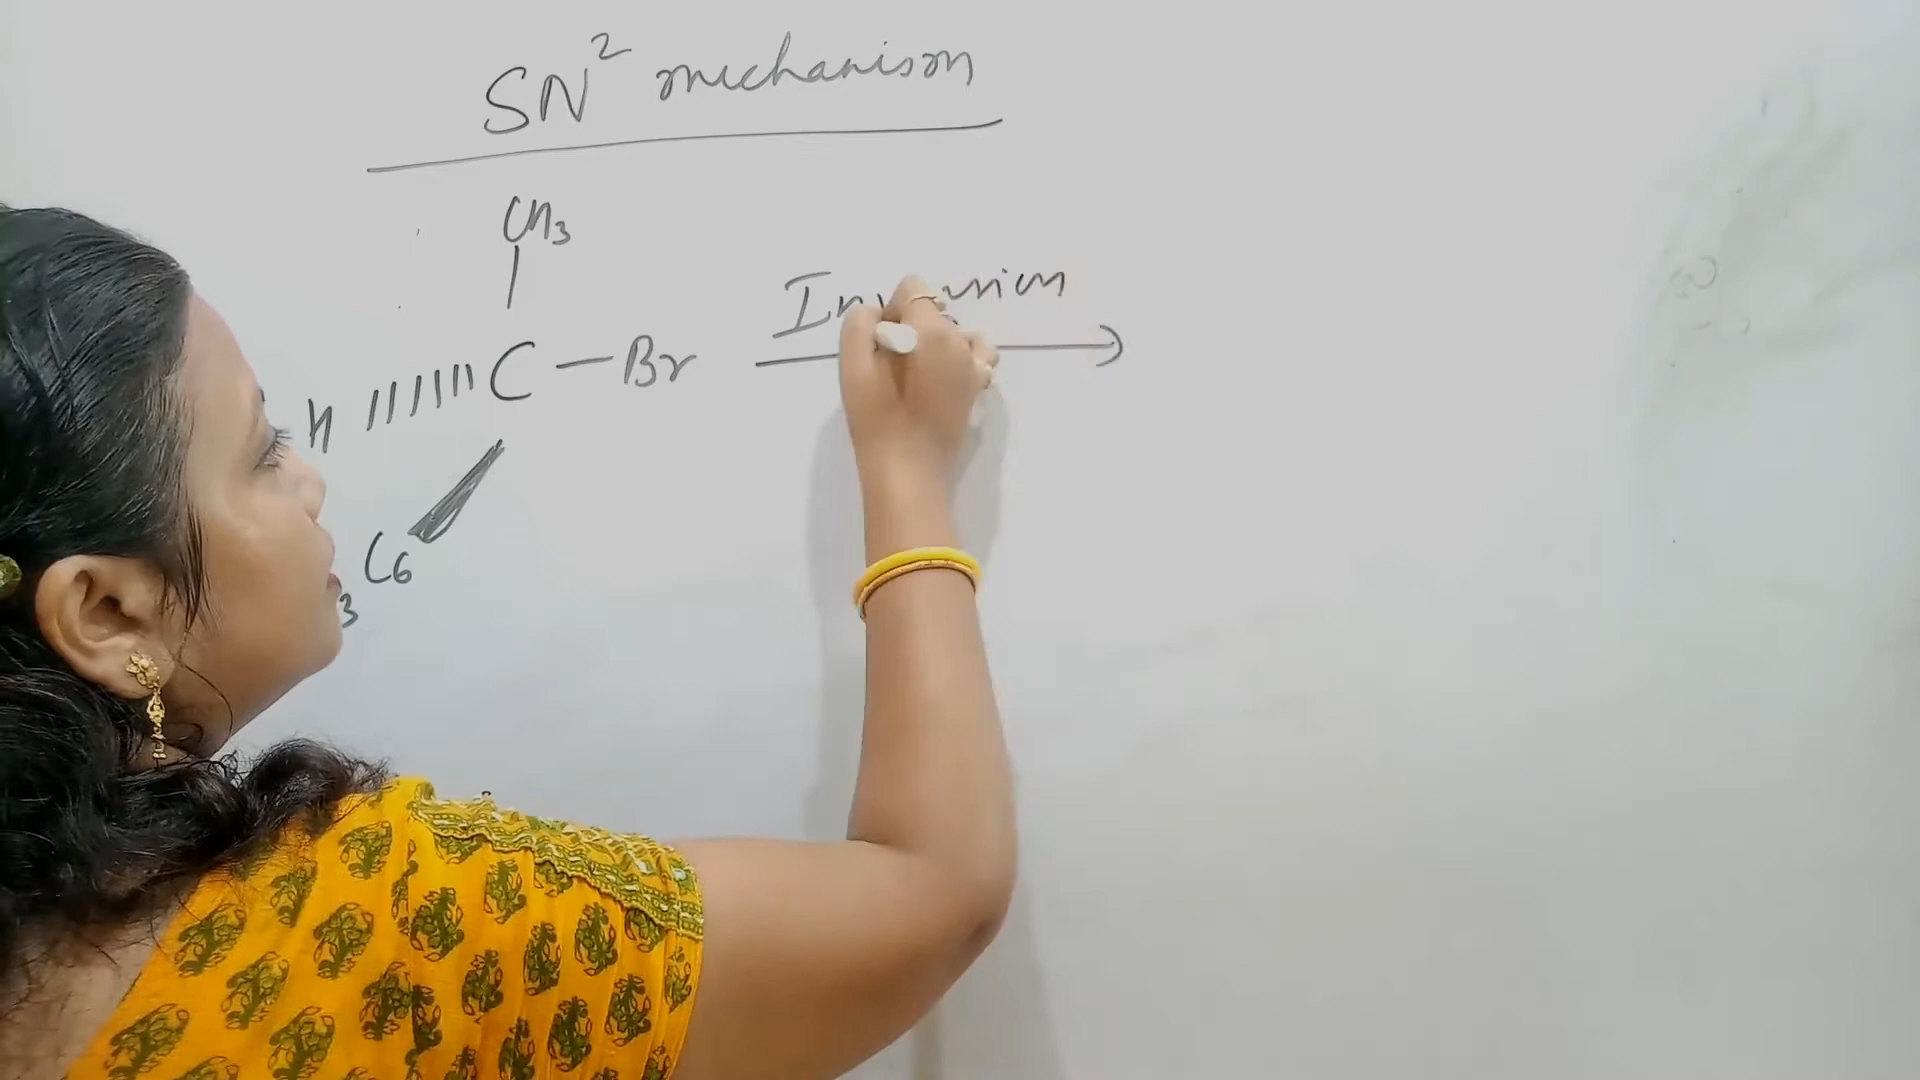 SN² mechanism
CH₃
H C — Br
C₆
₃